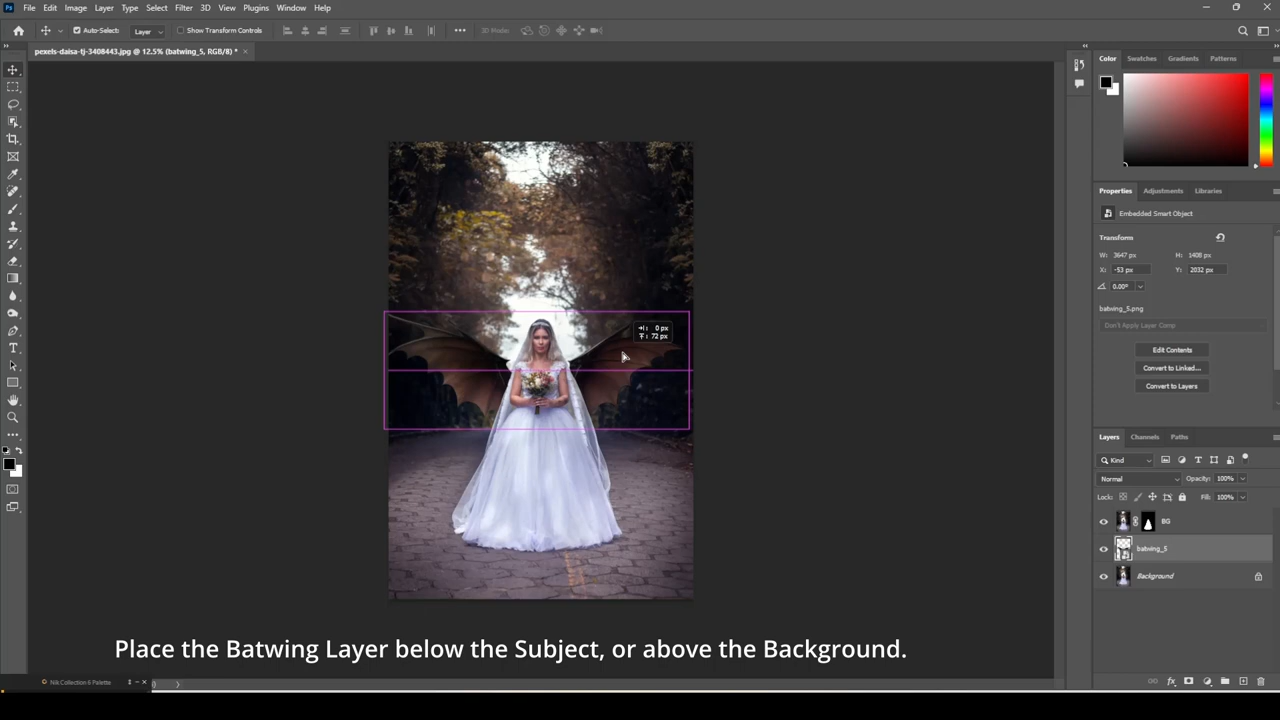 Ps File Edit Image Layer Type Select Filter 3D View Plugins Window Help
Auto-Select: Layer Show Transform Controls 3D Mode:
pexels-daisa-tj-3408443.jpg @ 12.5% (batwing_5, RGB/8) *
Color Swatches Gradients Patterns
Properties Adjustments Libraries
Embedded Smart Object
Transform
W: 3647 px H: 1408 px
X: -53 px Y: 2032 px
0.00°
batwing_5.png
Don't Apply Layer Comp
Edit Contents
Convert to Linked...
Convert to Layers
0 px
72 px
Layers Channels Paths
Kind
Normal Opacity: 100%
Lock: Fill: 100%
BG
batwing_5
Background
Place the Batwing Layer below the Subject, or above the Background.
Nik Collection 6 Palette